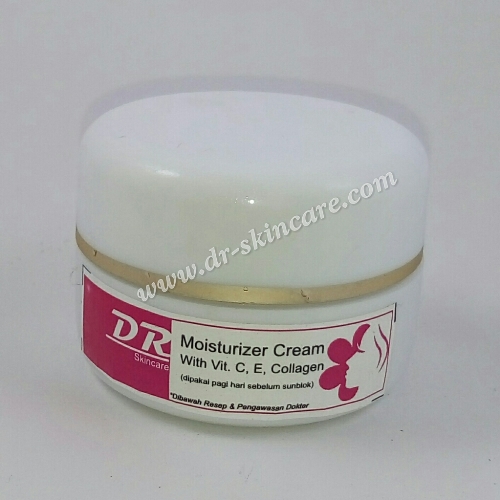 www.dr-skincare.com
DR
Skincare
Moisturizer Cream
With Vit. C, E, Collagen
(dipakai pagi hari sebelum sunblok)
*Dibawah Resep & Pengawasan Dokter